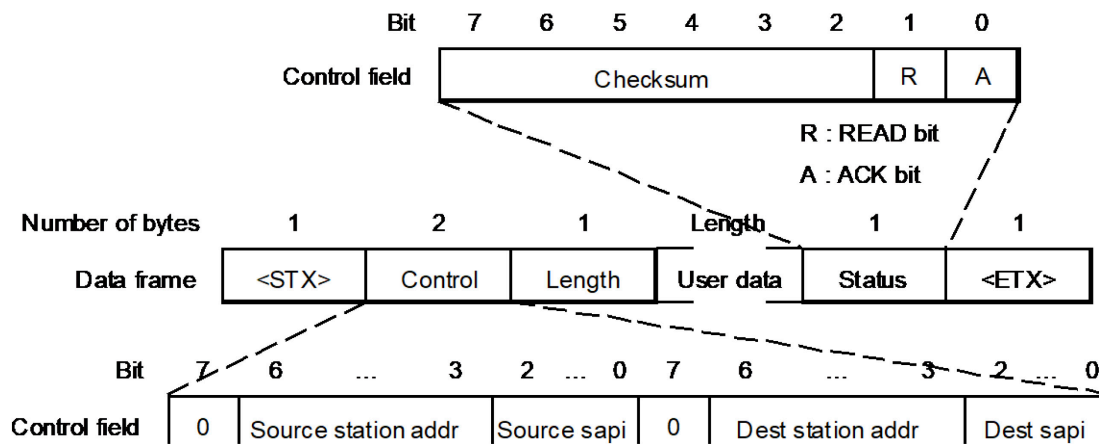 Bit 7 6 5 4 3 2 1 0
Control field Checksum R A
R : READ bit
A : ACK bit
Number of bytes 1 2 1 Length 1 1
Data frame <STX> Control Length User data Status <ETX>
Bit 7 6 ... 3 2 ... 0 7 6 ... 3 2 ... 0
Control field 0 Source station addr Source sapi 0 Dest station addr Dest sapi